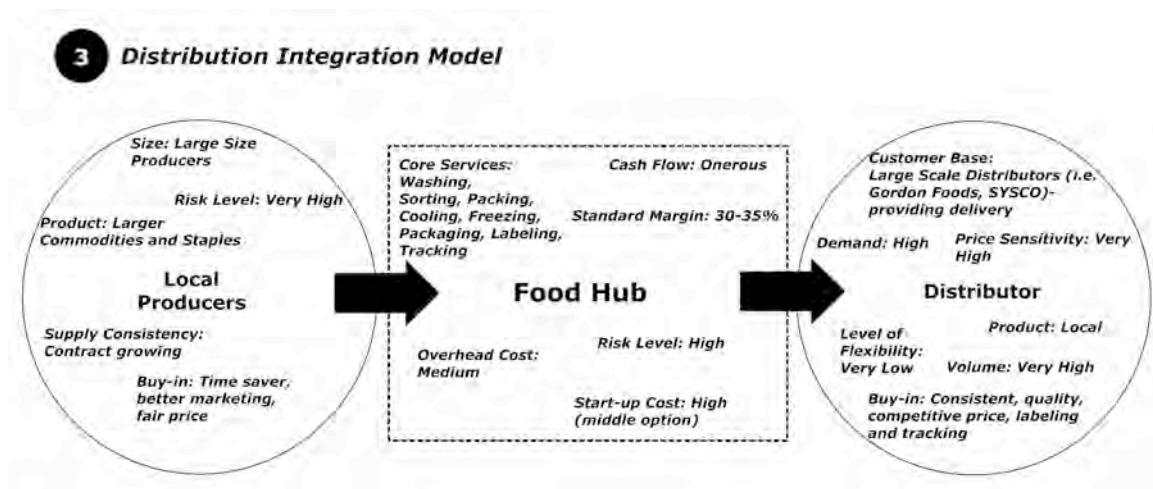 3 Distribution Integration Model
Size: Large Size
Producers
Risk Level: Very High
Product: Larger
Commodities and Staples
Local
Producers
Supply Consistency:
Contract growing
Buy-in: Time saver,
better marketing,
fair price
Core Services:
Washing,
Sorting, Packing,
Cooling, Freezing,
Packaging, Labeling,
Tracking
Cash Flow: Onerous
Standard Margin: 30-35%
Food Hub
Overhead Cost:
Medium
Risk Level: High
Start-up Cost: High
(middle option)
Customer Base:
Large Scale Distributors (i.e.
Gordon Foods, SYSCO)-
providing delivery
Demand: High
Price Sensitivity: Very
High
Distributor
Product: Local
Level of
Flexibility:
Very Low
Volume: Very High
Buy-in: Consistent, quality,
competitive price, labeling
and tracking